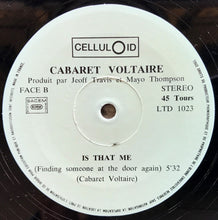 CELLULOID
CABARET VOLTAIRE
Produit par Jeoff Travis et Mayo Thompson
FACE B
STEREO
45 Tours
SACEM
LTD 1023
IS THAT ME
(Finding someone at the door again) 5'32
(Cabaret Voltaire)